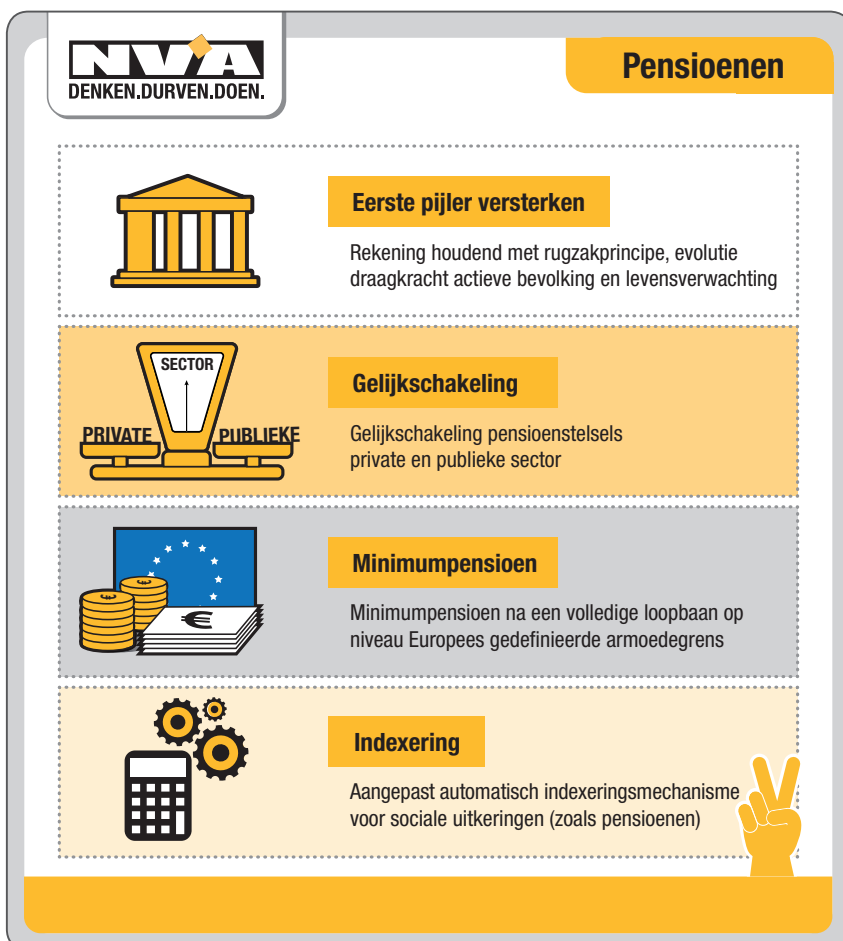 N-VA
DENKEN.DURVEN.DOEN.
Pensioenen
Eerste pijler versterken
Rekening houdend met rugzakprincipe, evolutie
draagkracht actieve bevolking en levensverwachting
SECTOR
PRIVATE PUBLIEKE
Gelijkschakeling
Gelijkschakeling pensioenstelsels
private en publieke sector
€
€
€
Minimumpensioen
Minimumpensioen na een volledige loopbaan op
niveau Europees gedefinieerde armoedegrens
Indexering
Aangepast automatisch indexeringsmechanisme
voor sociale uitkeringen (zoals pensioenen)